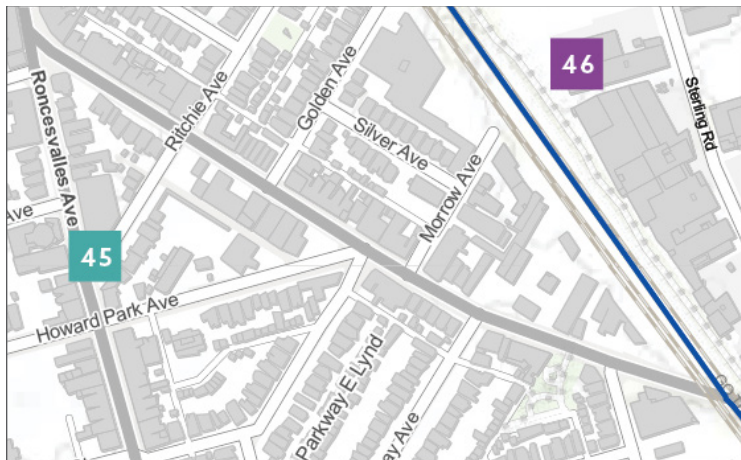 Roncesvalles Ave
Ritchie Ave
Golden Ave
Silver Ave
Morrow Ave
46
Sterling Rd
Ave
45
Howard Park Ave
Parkway E Lynd
ay Ave